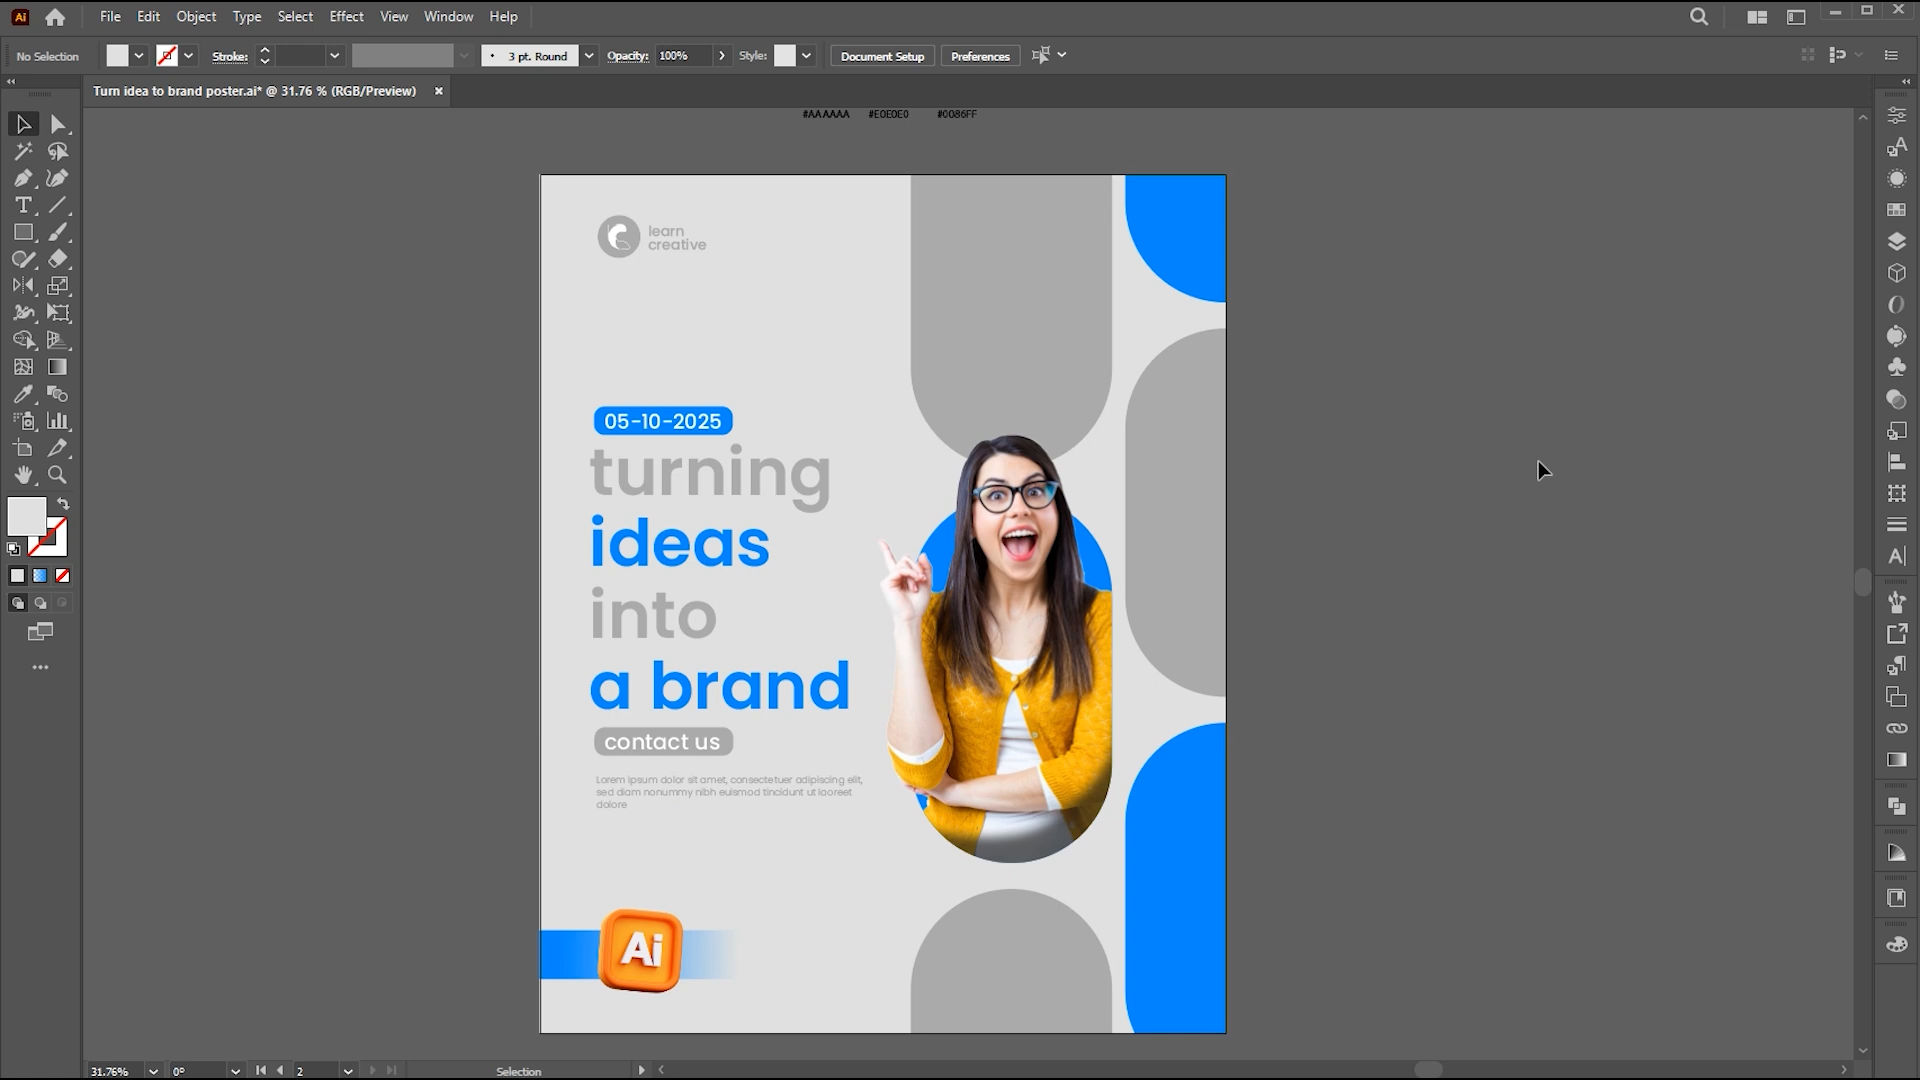 Ai
File Edit Object Type Select Effect View Window Help
No Selection
Stroke:
3 pt. Round
Opacity: 100%
Style:
Document Setup
Preferences
Turn idea to brand poster.ai* @ 31.76 % (RGB/Preview) ×
#AAAAAA #E0E0E0 #0086FF
learn
creative
05-10-2025
turning
ideas
into
a brand
contact us
Lorem ipsum dolor sit amet, consectetuer adipiscing elit,
sed diam nonummy nibh euismod tincidunt ut laoreet
dolore
Ai
31.76% 0° 2 Selection